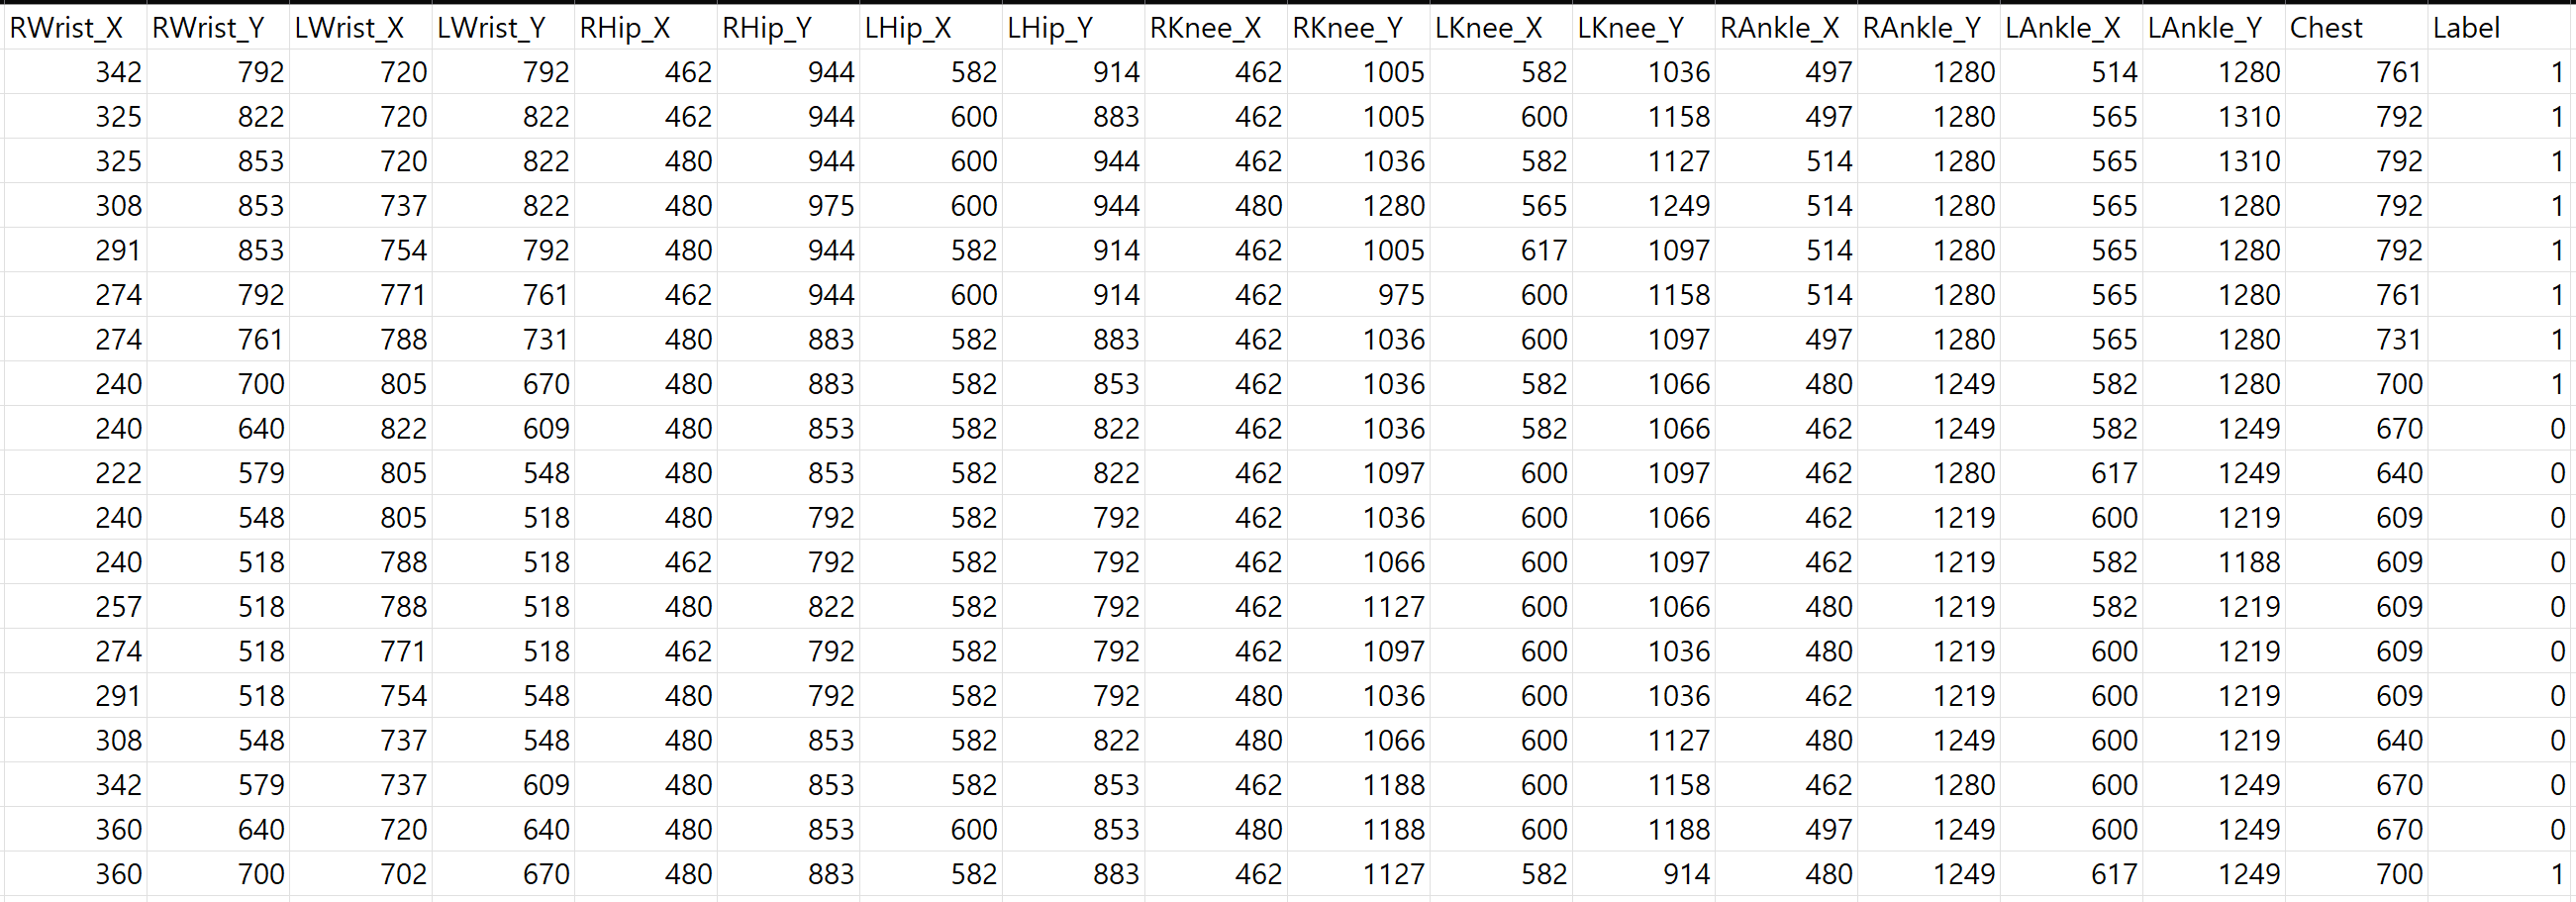 RWrist_X RWrist_Y LWrist_X LWrist_Y RHip_X RHip_Y LHip_X LHip_Y RKnee_X RKnee_Y LKnee_X LKnee_Y RAnkle_X RAnkle_Y LAnkle_X LAnkle_Y Chest Label
342 792 720 792 462 944 582 914 462 1005 582 1036 497 1280 514 1280 761 1
325 822 720 822 462 944 600 883 462 1005 600 1158 497 1280 565 1310 792 1
325 853 720 822 480 944 600 944 462 1036 582 1127 514 1280 565 1310 792 1
308 853 737 822 480 975 600 944 480 1280 565 1249 514 1280 565 1280 792 1
291 853 754 792 480 944 582 914 462 1005 617 1097 514 1280 565 1280 792 1
274 792 771 761 462 944 600 914 462 975 600 1158 514 1280 565 1280 761 1
274 761 788 731 480 883 582 883 462 1036 600 1097 497 1280 565 1280 731 1
240 700 805 670 480 883 582 853 462 1036 582 1066 480 1249 582 1280 700 1
240 640 822 609 480 853 582 822 462 1036 582 1066 462 1249 582 1249 670 0
222 579 805 548 480 853 582 822 462 1097 600 1097 462 1280 617 1249 640 0
240 548 805 518 480 792 582 792 462 1036 600 1066 462 1219 600 1219 609 0
240 518 788 518 462 792 582 792 462 1066 600 1097 462 1219 582 1188 609 0
257 518 788 518 480 822 582 792 462 1127 600 1066 480 1219 582 1219 609 0
274 518 771 518 462 792 582 792 462 1097 600 1036 480 1219 600 1219 609 0
291 518 754 548 480 792 582 792 480 1036 600 1036 462 1219 600 1219 609 0
308 548 737 548 480 853 582 822 480 1066 600 1127 480 1249 600 1219 640 0
342 579 737 609 480 853 582 853 462 1188 600 1158 462 1280 600 1249 670 0
360 640 720 640 480 853 600 853 480 1188 600 1188 497 1249 600 1249 670 0
360 700 702 670 480 883 582 883 462 1127 582 914 480 1249 617 1249 700 1